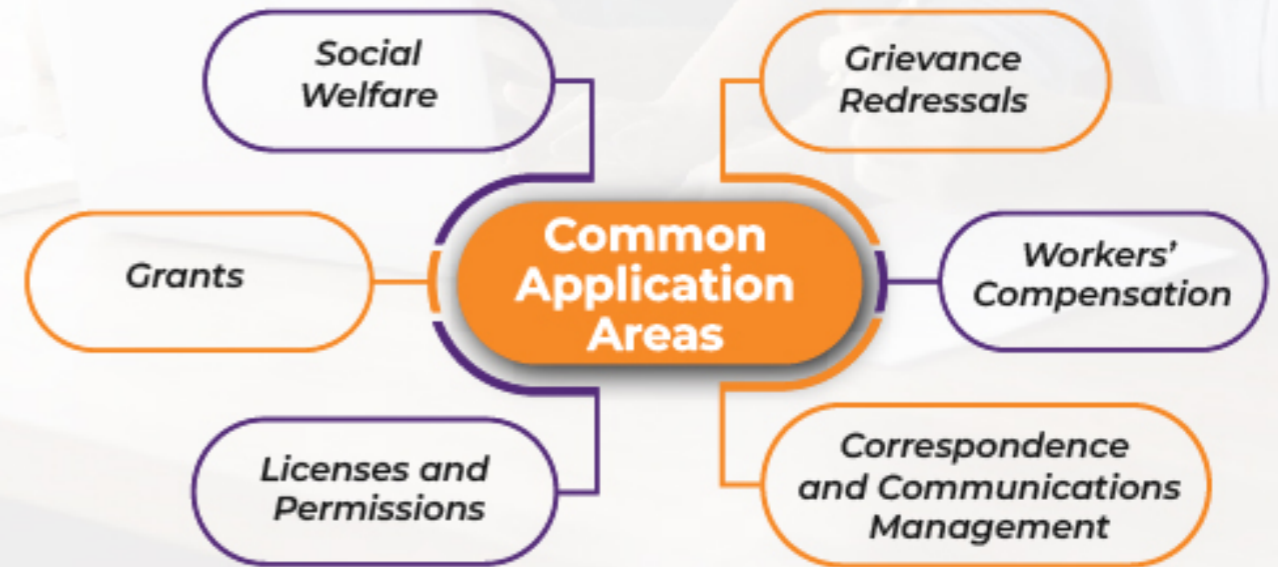 Social
Welfare
Grievance
Redressals
Grants
Common
Application
Areas
Workers’
Compensation
Licenses and
Permissions
Correspondence
and Communications
Management